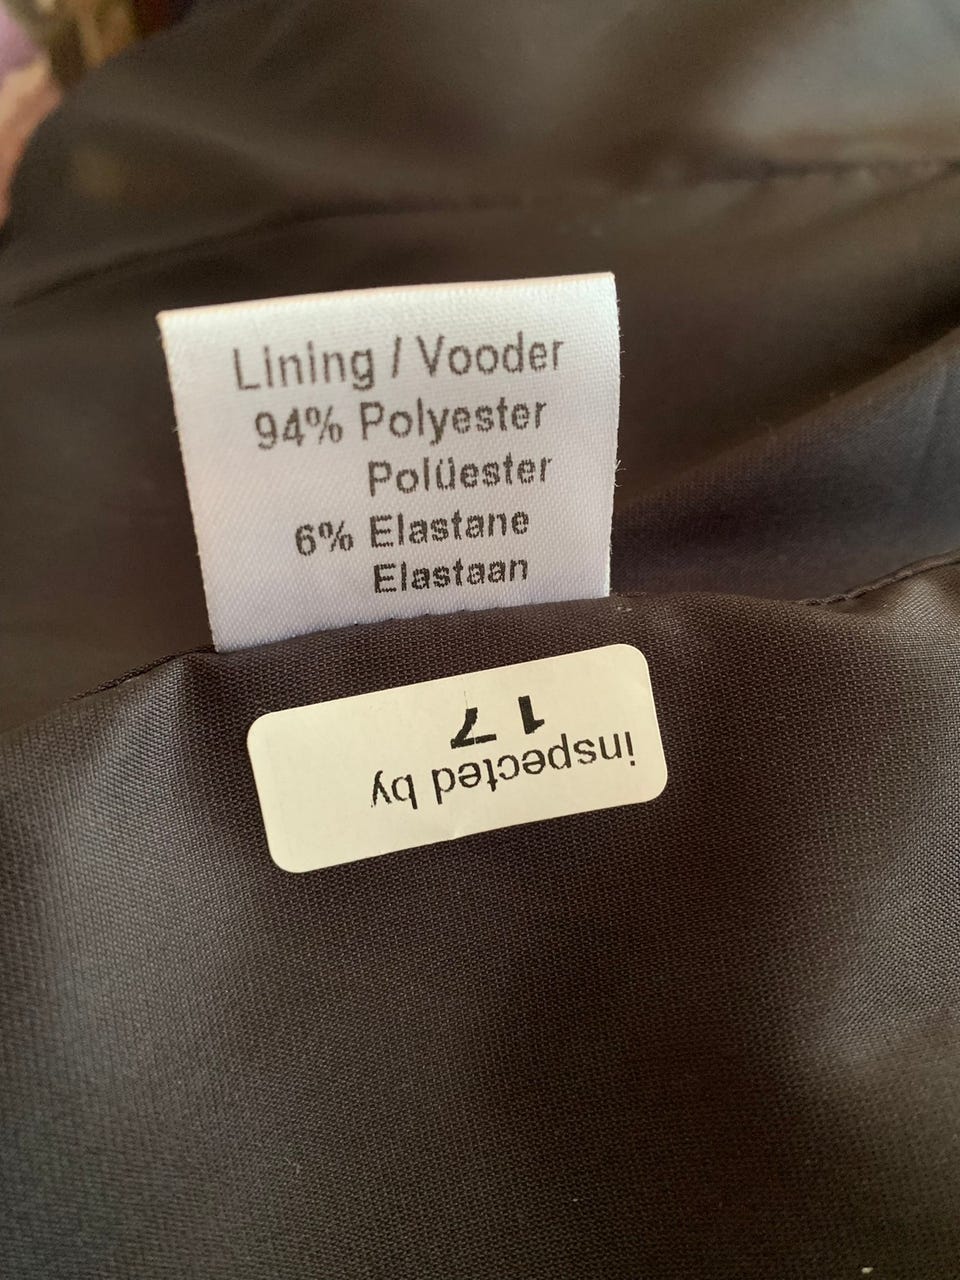 Lining / Vooder
94% Polyester
Polüester
6% Elastane
Elastaan
inspected by
17